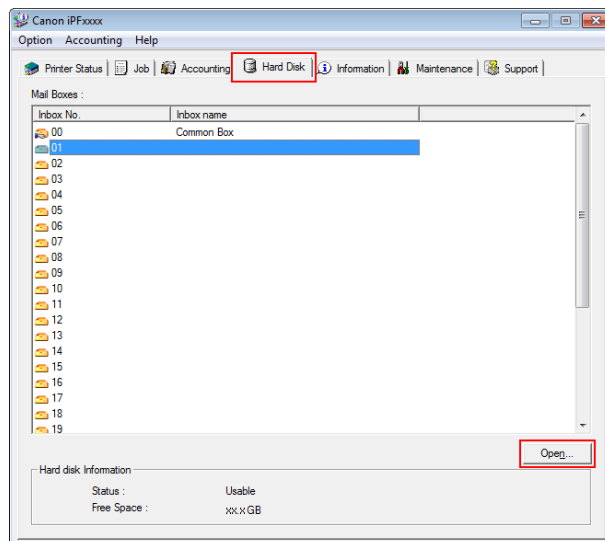 Canon iPFxxxx
Option Accounting Help
Printer Status Job Accounting Hard Disk Information Maintenance Support
Mail Boxes :
Inbox No. Inbox name
00 Common Box
01
02
03
04
05
06
07
08
09
10
11
12
13
14
15
16
17
18
19
Open...
Hard disk Information
Status : Usable
Free Space : xx.xGB